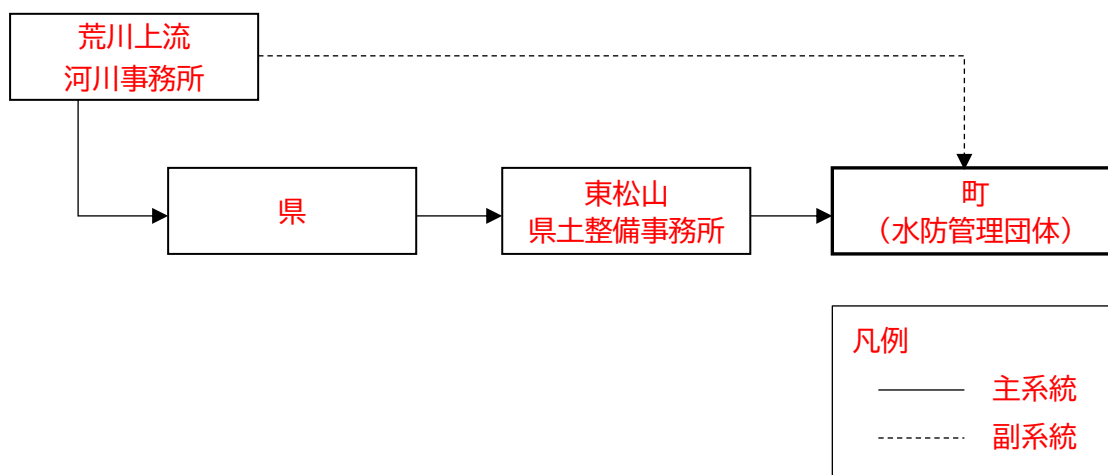 荒川上流
河川事務所
県
東松山
県土整備事務所
町
（水防管理団体）
凡例
主系統
副系統